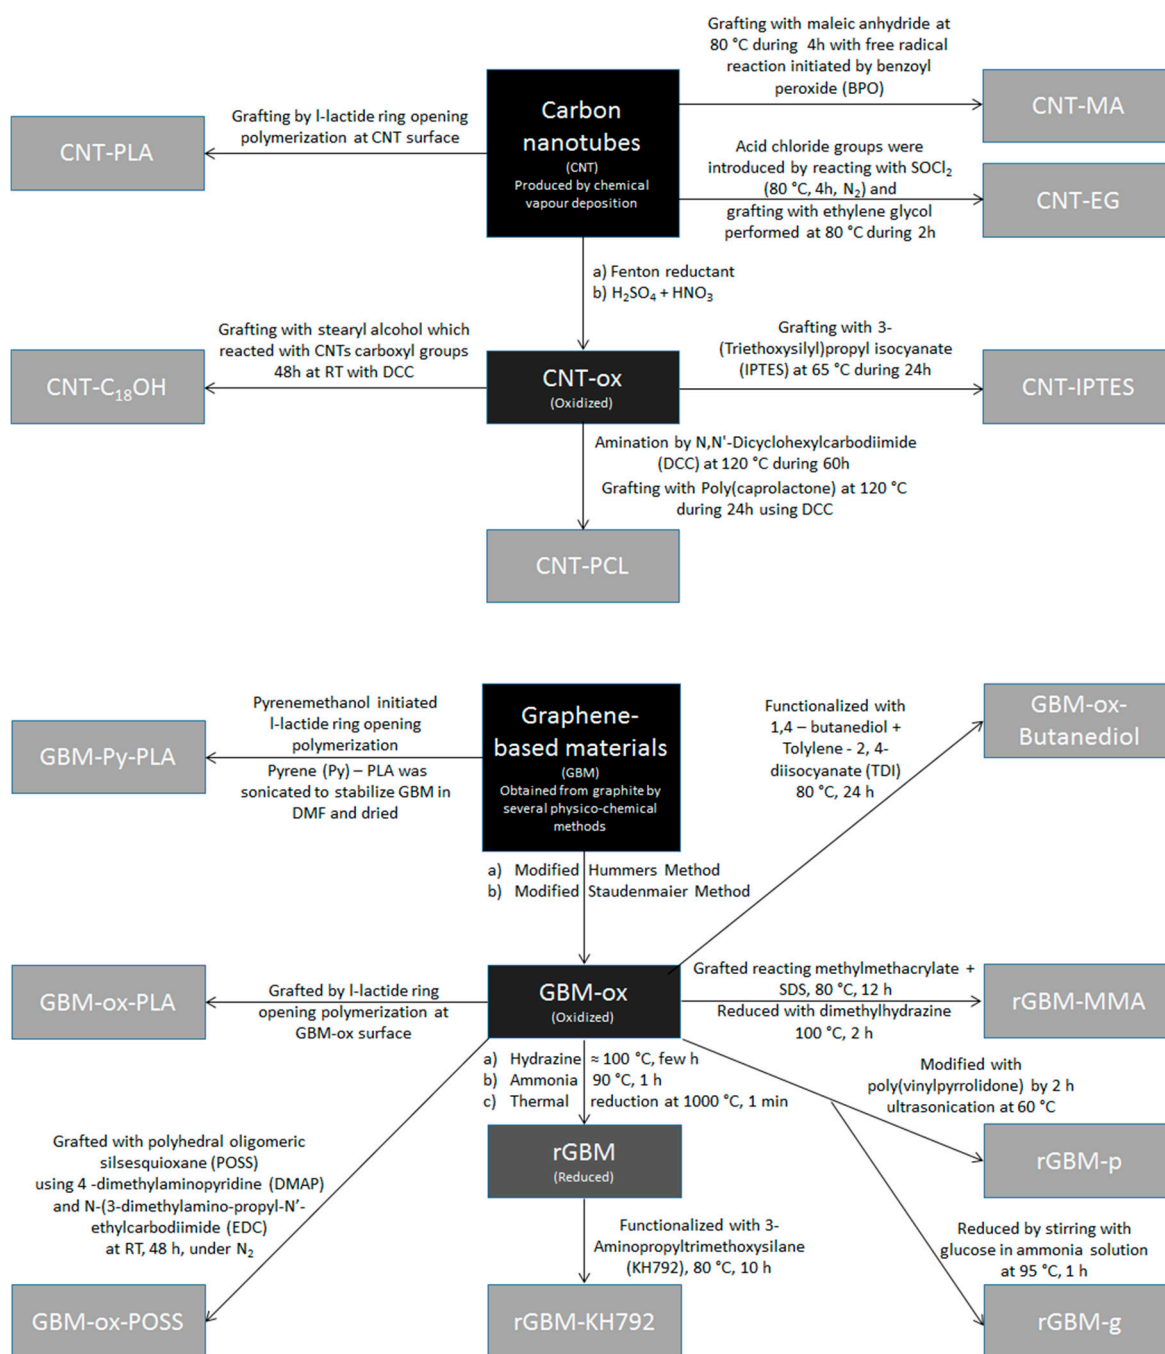 Grafting with maleic anhydride at
80 °C during 4h with free radical
reaction initiated by benzoyl
peroxide (BPO)
Carbon
nanotubes
(CNT)
Produced by chemical
vapour deposition
CNT-MA
Grafting by l-lactide ring opening
polymerization at CNT surface
CNT-PLA
Acid chloride groups were
introduced by reacting with SOCl₂
(80 °C, 4h, N₂) and
grafting with ethylene glycol
performed at 80 °C during 2h
CNT-EG
a) Fenton reductant
b) H₂SO₄ + HNO₃
Grafting with stearyl alcohol which
reacted with CNTs carboxyl groups
48h at RT with DCC
CNT-C₁₈OH
CNT-ox
(Oxidized)
Grafting with 3-
(Triethoxysilyl)propyl isocyanate
(IPTES) at 65 °C during 24h
CNT-IPTES
Amination by N,N'-Dicyclohexylcarbodiimide
(DCC) at 120 °C during 60h
Grafting with Poly(caprolactone) at 120 °C
during 24h using DCC
CNT-PCL
Pyrenemethanol initiated
l-lactide ring opening
polymerization
Pyrene (Py) – PLA was
sonicated to stabilize GBM in
DMF and dried
GBM-Py-PLA
Graphene-
based materials
(GBM)
Obtained from graphite by
several physico-chemical
methods
Functionalized with
1,4 – butanediol +
Tolylene - 2, 4-
diisocyanate (TDI)
80 °C, 24 h
GBM-ox-
Butanediol
a) Modified Hummers Method
b) Modified Staudenmaier Method
GBM-ox-PLA
Grafted by l-lactide ring
opening polymerization at
GBM-ox surface
GBM-ox
(Oxidized)
Grafted reacting methylmethacrylate +
SDS, 80 °C, 12 h
Reduced with dimethylhydrazine
100 °C, 2 h
rGBM-MMA
a) Hydrazine ≈ 100 °C, few h
b) Ammonia 90 °C, 1 h
c) Thermal reduction at 1000 °C, 1 min
Modified with
poly(vinylpyrrolidone) by 2 h
ultrasonication at 60 °C
rGBM-p
Grafted with polyhedral oligomeric
silsesquioxane (POSS)
using 4 -dimethylaminopyridine (DMAP)
and N-(3-dimethylamino-propyl-N'-
ethylcarbodiimide (EDC)
at RT, 48 h, under N₂
GBM-ox-POSS
rGBM
(Reduced)
Functionalized with 3-
Aminopropyltrimethoxysilane
(KH792), 80 °C, 10 h
rGBM-KH792
Reduced by stirring with
glucose in ammonia solution
at 95 °C, 1 h
rGBM-g